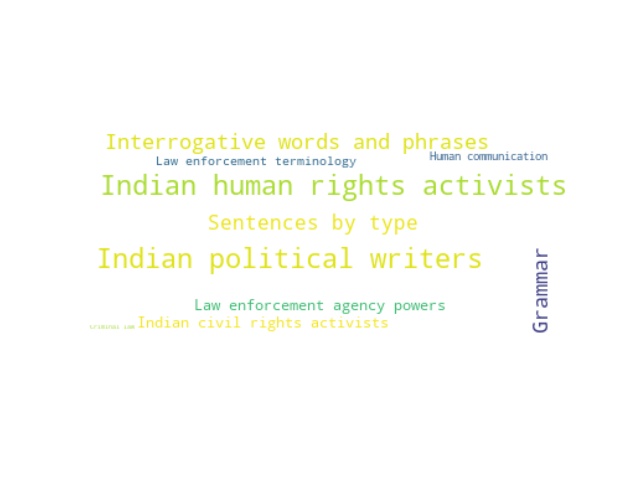 Interrogative words and phrases
Human communication
Law enforcement terminology
Indian human rights activists
Sentences by type
Indian political writers
Grammar
Law enforcement agency powers
Indian civil rights activists
Criminal law